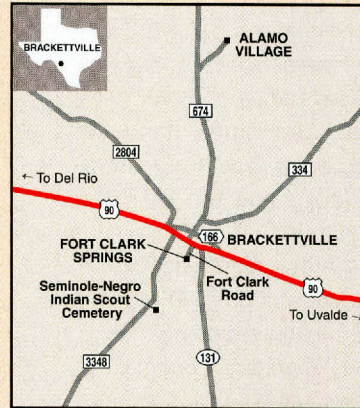 BRACKETTVILLE
ALAMO
VILLAGE
674
2804
334
← To Del Rio
90
166
BRACKETTVILLE
FORT CLARK
SPRINGS
Fort Clark
Road
Seminole-Negro
Indian Scout
Cemetery
90
To Uvalde →
3348
131